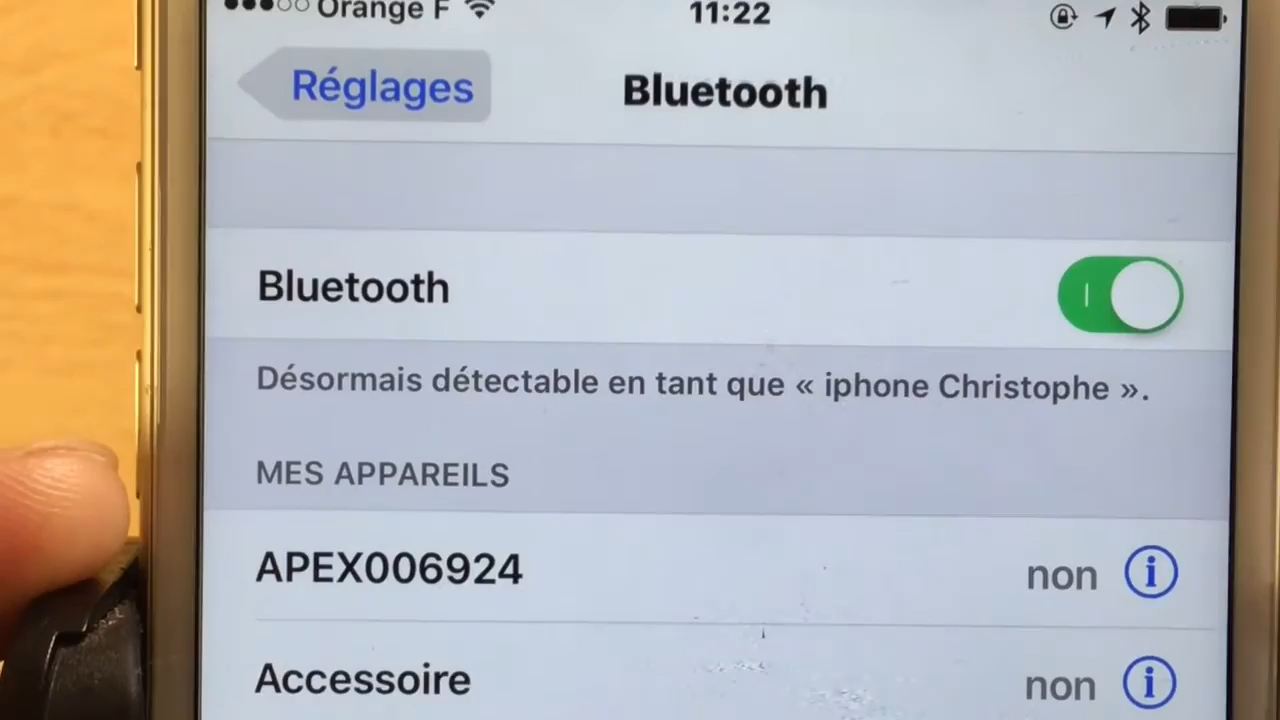 Orange F 11:22
Réglages Bluetooth
Bluetooth
Désormais détectable en tant que « iphone Christophe ».
MES APPAREILS
APEX006924 non
Accessoire non